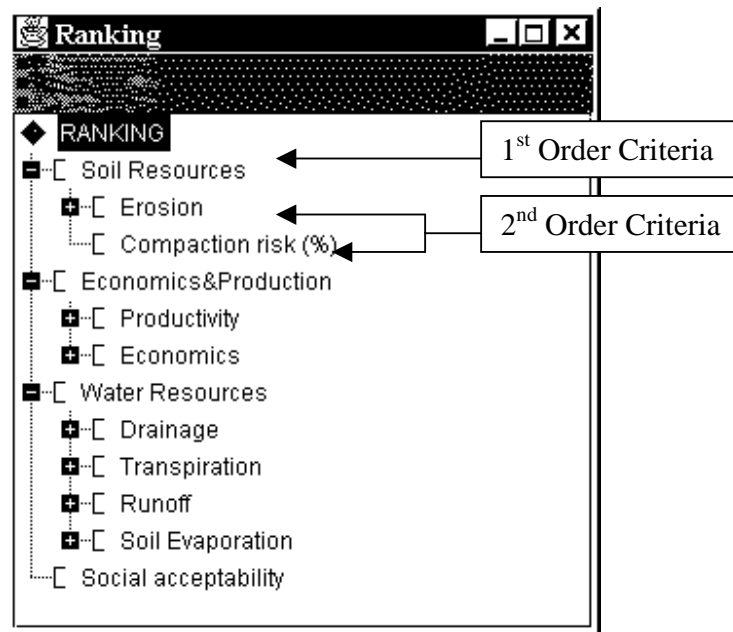 Ranking
RANKING
1st Order Criteria
Soil Resources
Erosion
2nd Order Criteria
Compaction risk (%)
Economics&Production
Productivity
Economics
Water Resources
Drainage
Transpiration
Runoff
Soil Evaporation
Social acceptability